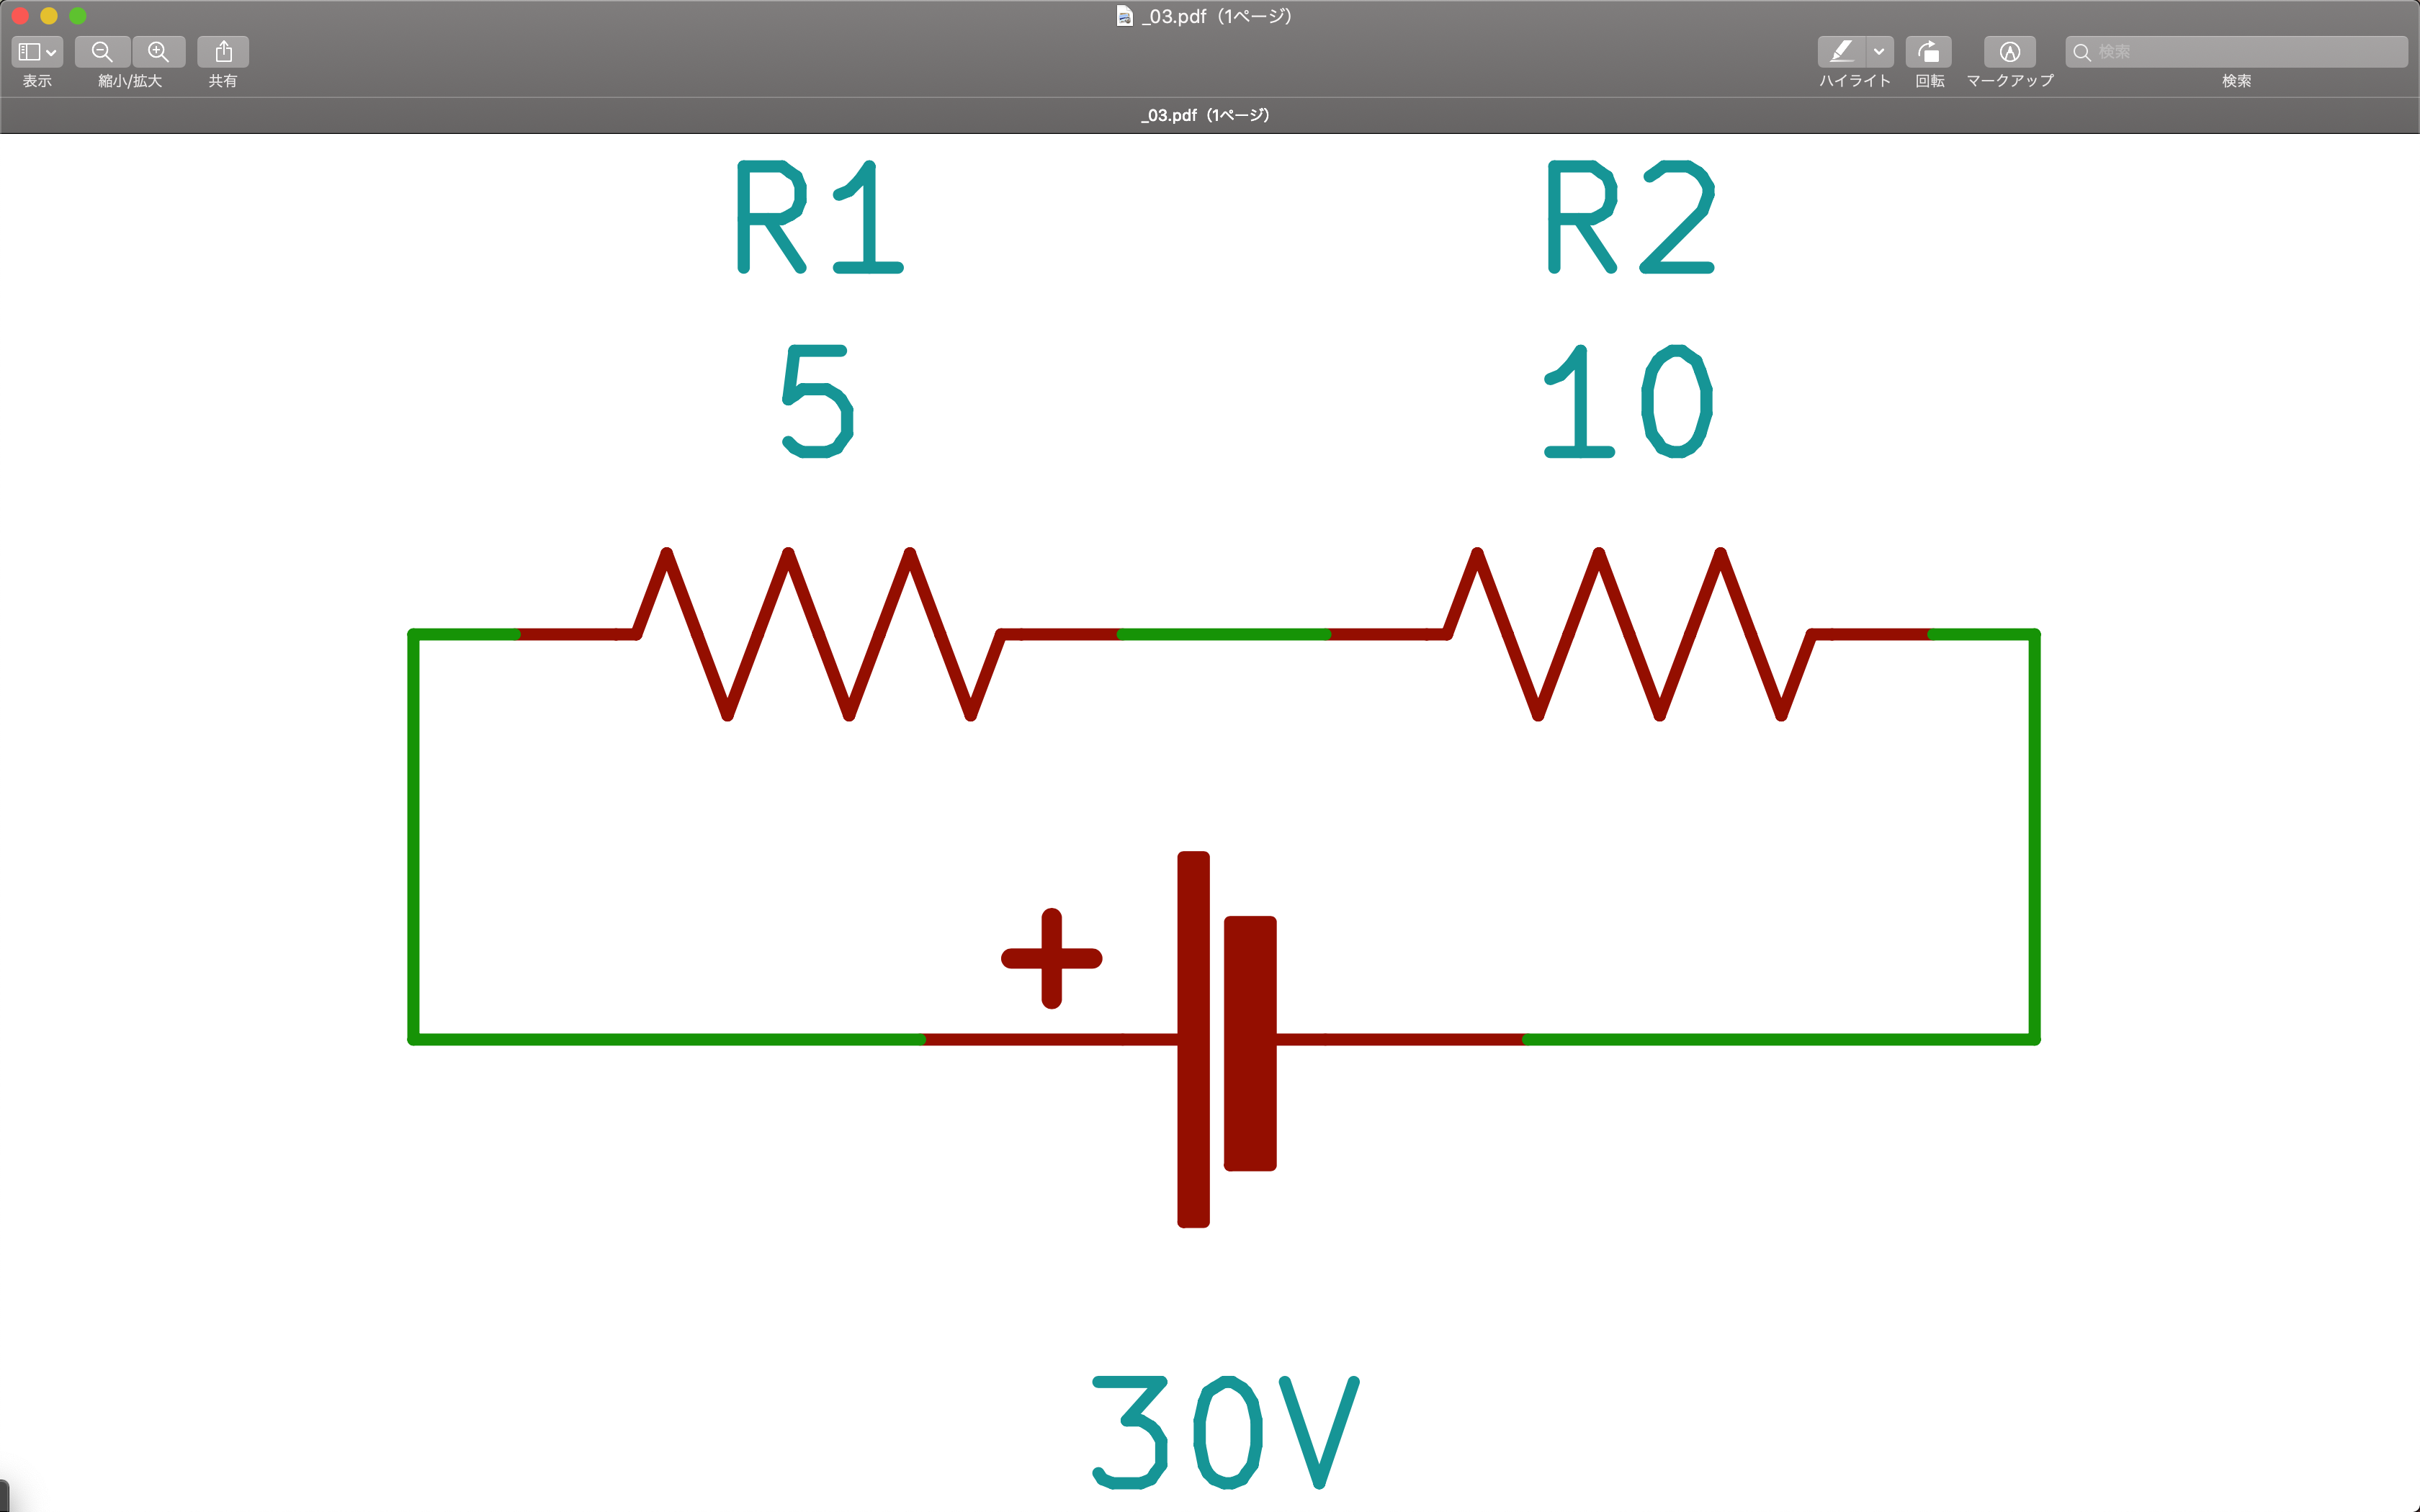 _03.pdf（1ページ）
表示
縮小/拡大
共有
ハイライト
回転
マークアップ
検索
検索
_03.pdf（1ページ）
R1
R2
5
10
+
30V